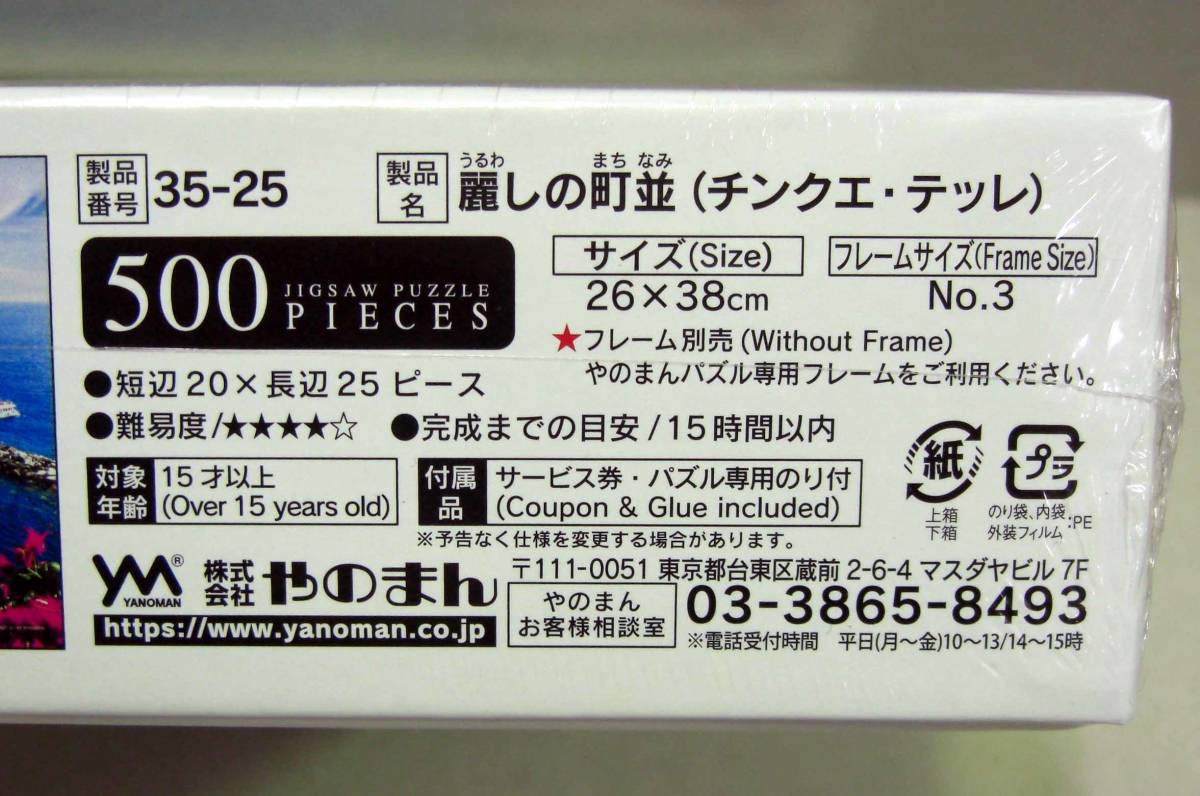 製品番号 35-25
製品名 麗しの町並 (チンクエ・テッレ)
うるわ まち なみ
500 JIGSAW PUZZLE PIECES
サイズ(Size)
26×38cm
フレームサイズ(Frame Size)
No.3
★フレーム別売(Without Frame)
やのまんパズル専用フレームをご利用ください。
●短辺20×長辺25ピース
●難易度/★★★★☆ ●完成までの目安/15時間以内
対象年齢 15才以上
(Over 15 years old)
付属品 サービス券・パズル専用のり付
(Coupon & Glue included)
※予告なく仕様を変更する場合があります。
紙
上箱
下箱
プラ
のり袋、内袋
外装フィルム :PE
YM® YANOMAN
株式会社 やのまん
https://www.yanoman.co.jp
〒111-0051 東京都台東区蔵前 2-6-4 マスダヤビル 7F
やのまん
お客様相談室
03-3865-8493
※電話受付時間 平日(月～金)10～13/14～15時